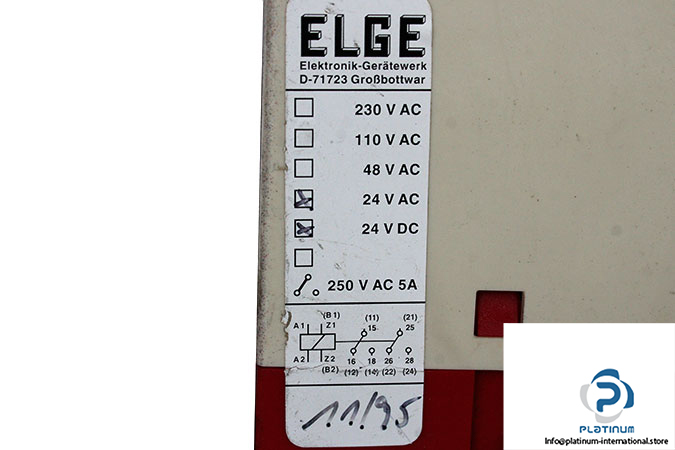 ELGE
Elektronik-Gerätewerk
D-71723 Großbottwar
230 V AC
110 V AC
48 V AC
24 V AC
24 V DC
250 V AC 5A
(B1) (11) (21)
A1 Z1 15 25
A2 Z2 16 18 26 28
(B2) (12) (14) (22) (24)
11/95
PLATINUM
Info@platinum-international.store